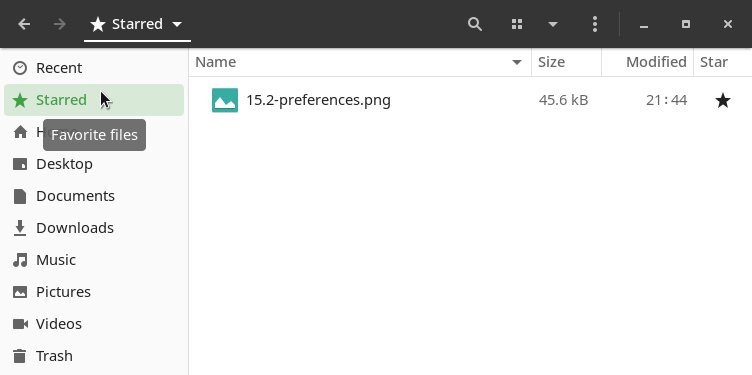 Starred
Name Size Modified Star
Recent
Starred
15.2-preferences.png 45.6 kB 21:44
Favorite files
Desktop
Documents
Downloads
Music
Pictures
Videos
Trash